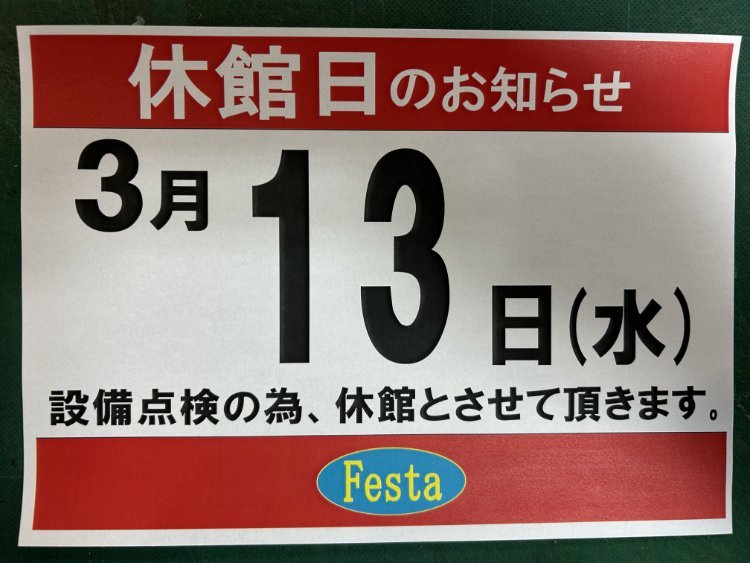 休館日のお知らせ
3月13日(水)
設備点検の為、休館とさせて頂きます。
Festa